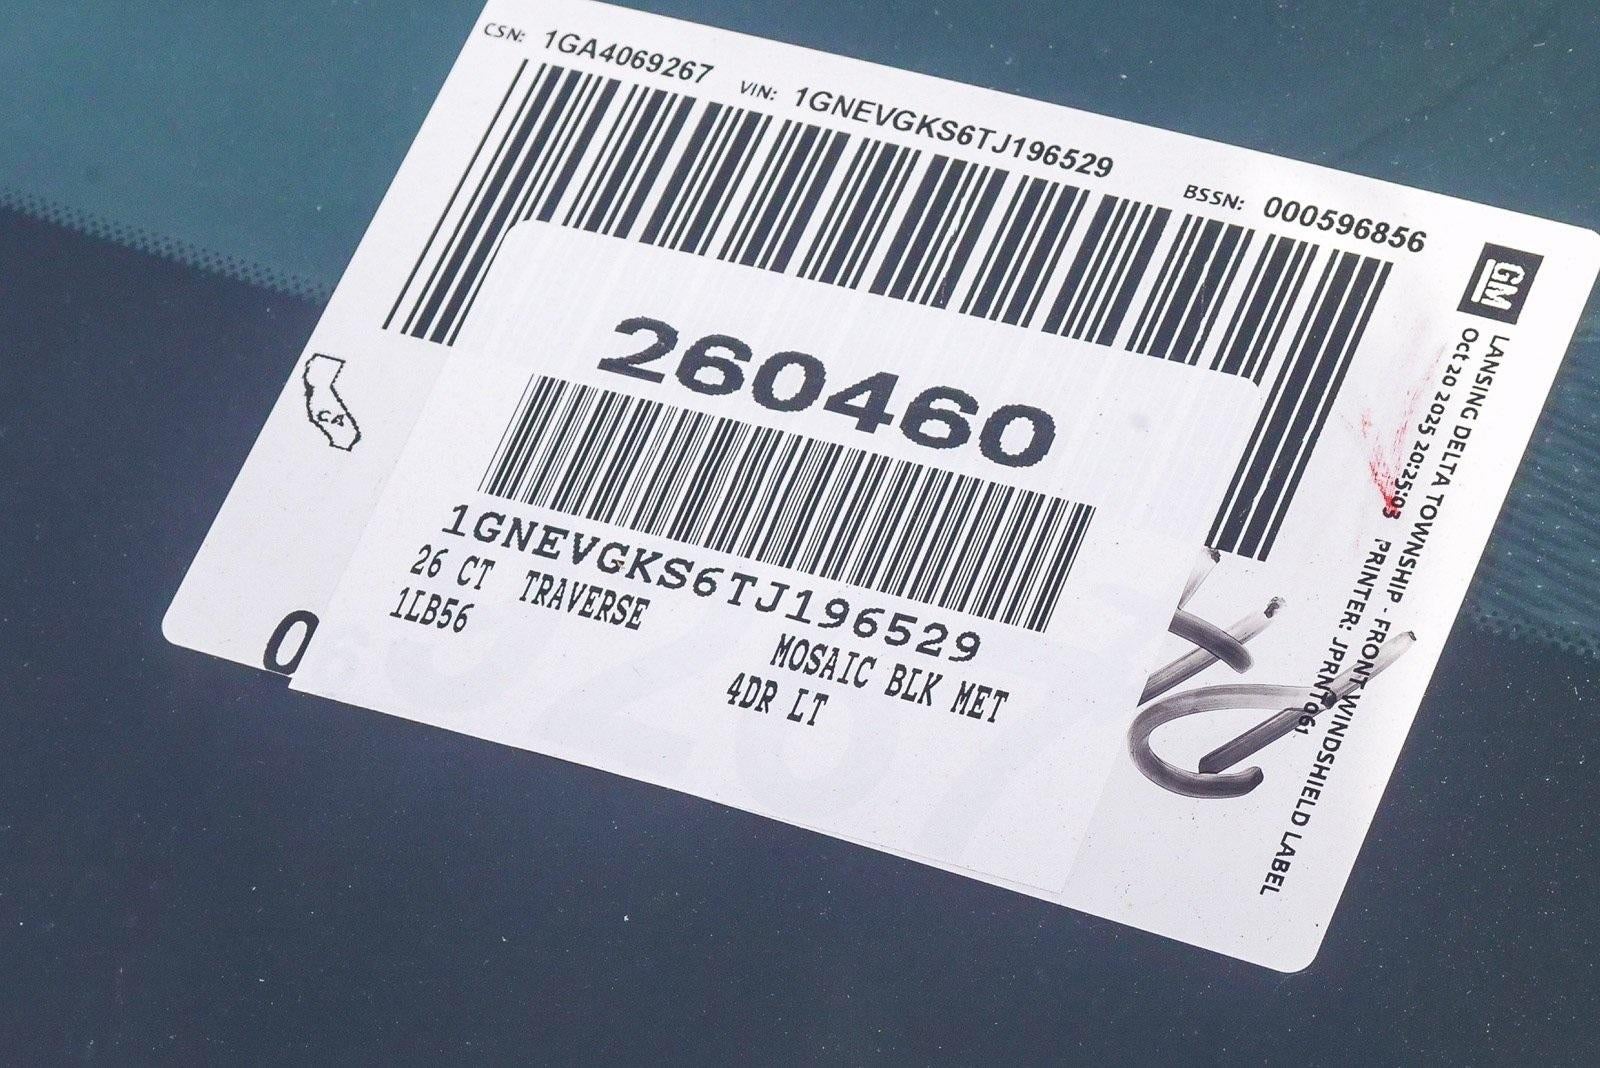 CSN: 1GA4069267 VIN: 1GNEVGKS6TJ196529 BSSN: 000596856
GM
LANSING DELTA TOWNSHIP - FRONT WINDSHIELD LABEL
Oct 20 2025 20:25:03 PRINTER: JPRNT061
CA
260460
1GNEVGKS6TJ196529
26 CT TRAVERSE MOSAIC BLK MET
1LB56 4DR LT
0